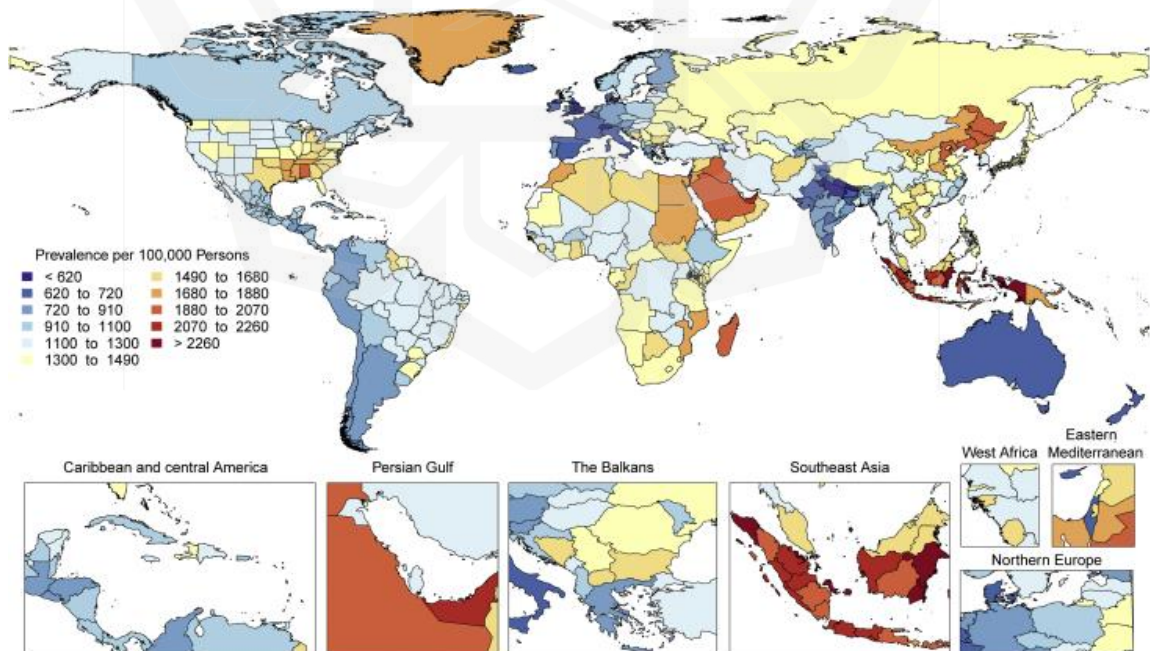 Prevalence per 100,000 Persons
< 620
620 to 720
720 to 910
910 to 1100
1100 to 1300
1300 to 1490
1490 to 1680
1680 to 1880
1880 to 2070
2070 to 2260
> 2260
Caribbean and central America
Persian Gulf
The Balkans
Southeast Asia
West Africa
Eastern
Mediterranean
Northern Europe